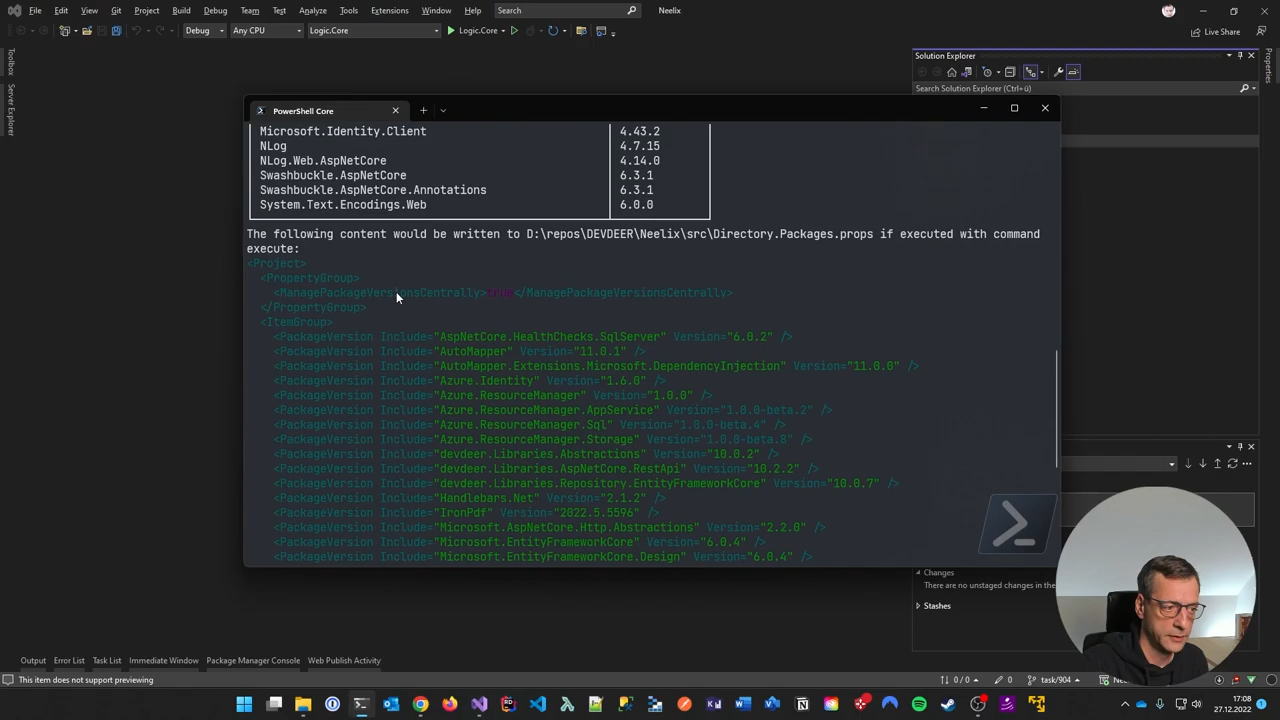 File Edit View Git Project Build Debug Team Test Analyze Tools Extensions Window Help Search Neelix
Debug Any CPU Logic.Core Logic.Core Live Share
Toolbox
Server Explorer
Solution Explorer
Properties
Search Solution Explorer (Ctrl+ü)
PowerShell Core
Microsoft.Identity.Client 4.43.2
NLog 4.7.15
NLog.Web.AspNetCore 4.14.0
Swashbuckle.AspNetCore 6.3.1
Swashbuckle.AspNetCore.Annotations 6.3.1
System.Text.Encodings.Web 6.0.0
The following content would be written to D:\repos\DEVDEER\Neelix\src\Directory.Packages.props if executed with command
execute:
<Project>
<PropertyGroup>
<ManagePackageVersionsCentrally>true</ManagePackageVersionsCentrally>
</PropertyGroup>
<ItemGroup>
<PackageVersion Include="AspNetCore.HealthChecks.SqlServer" Version="6.0.2" />
<PackageVersion Include="AutoMapper" Version="11.0.1" />
<PackageVersion Include="AutoMapper.Extensions.Microsoft.DependencyInjection" Version="11.0.0" />
<PackageVersion Include="Azure.Identity" Version="1.6.0" />
<PackageVersion Include="Azure.ResourceManager" Version="1.0.0" />
<PackageVersion Include="Azure.ResourceManager.AppService" Version="1.0.0-beta.2" />
<PackageVersion Include="Azure.ResourceManager.Sql" Version="1.0.0-beta.4" />
<PackageVersion Include="Azure.ResourceManager.Storage" Version="1.0.0-beta.8" />
<PackageVersion Include="devdeer.Libraries.Abstractions" Version="10.0.2" />
<PackageVersion Include="devdeer.Libraries.AspNetCore.RestApi" Version="10.2.2" />
<PackageVersion Include="devdeer.Libraries.Repository.EntityFrameworkCore" Version="10.0.7" />
<PackageVersion Include="Handlebars.Net" Version="2.1.2" />
<PackageVersion Include="IronPdf" Version="2022.5.5596" />
<PackageVersion Include="Microsoft.AspNetCore.Http.Abstractions" Version="2.2.0" />
<PackageVersion Include="Microsoft.EntityFrameworkCore" Version="6.0.4" />
<PackageVersion Include="Microsoft.EntityFrameworkCore.Design" Version="6.0.4" />
Changes
There are no unstaged changes in the
Stashes
Output Error List Task List Immediate Window Package Manager Console Web Publish Activity
This item does not support previewing 0 / 0 0 task/904
17:08
27.12.2022